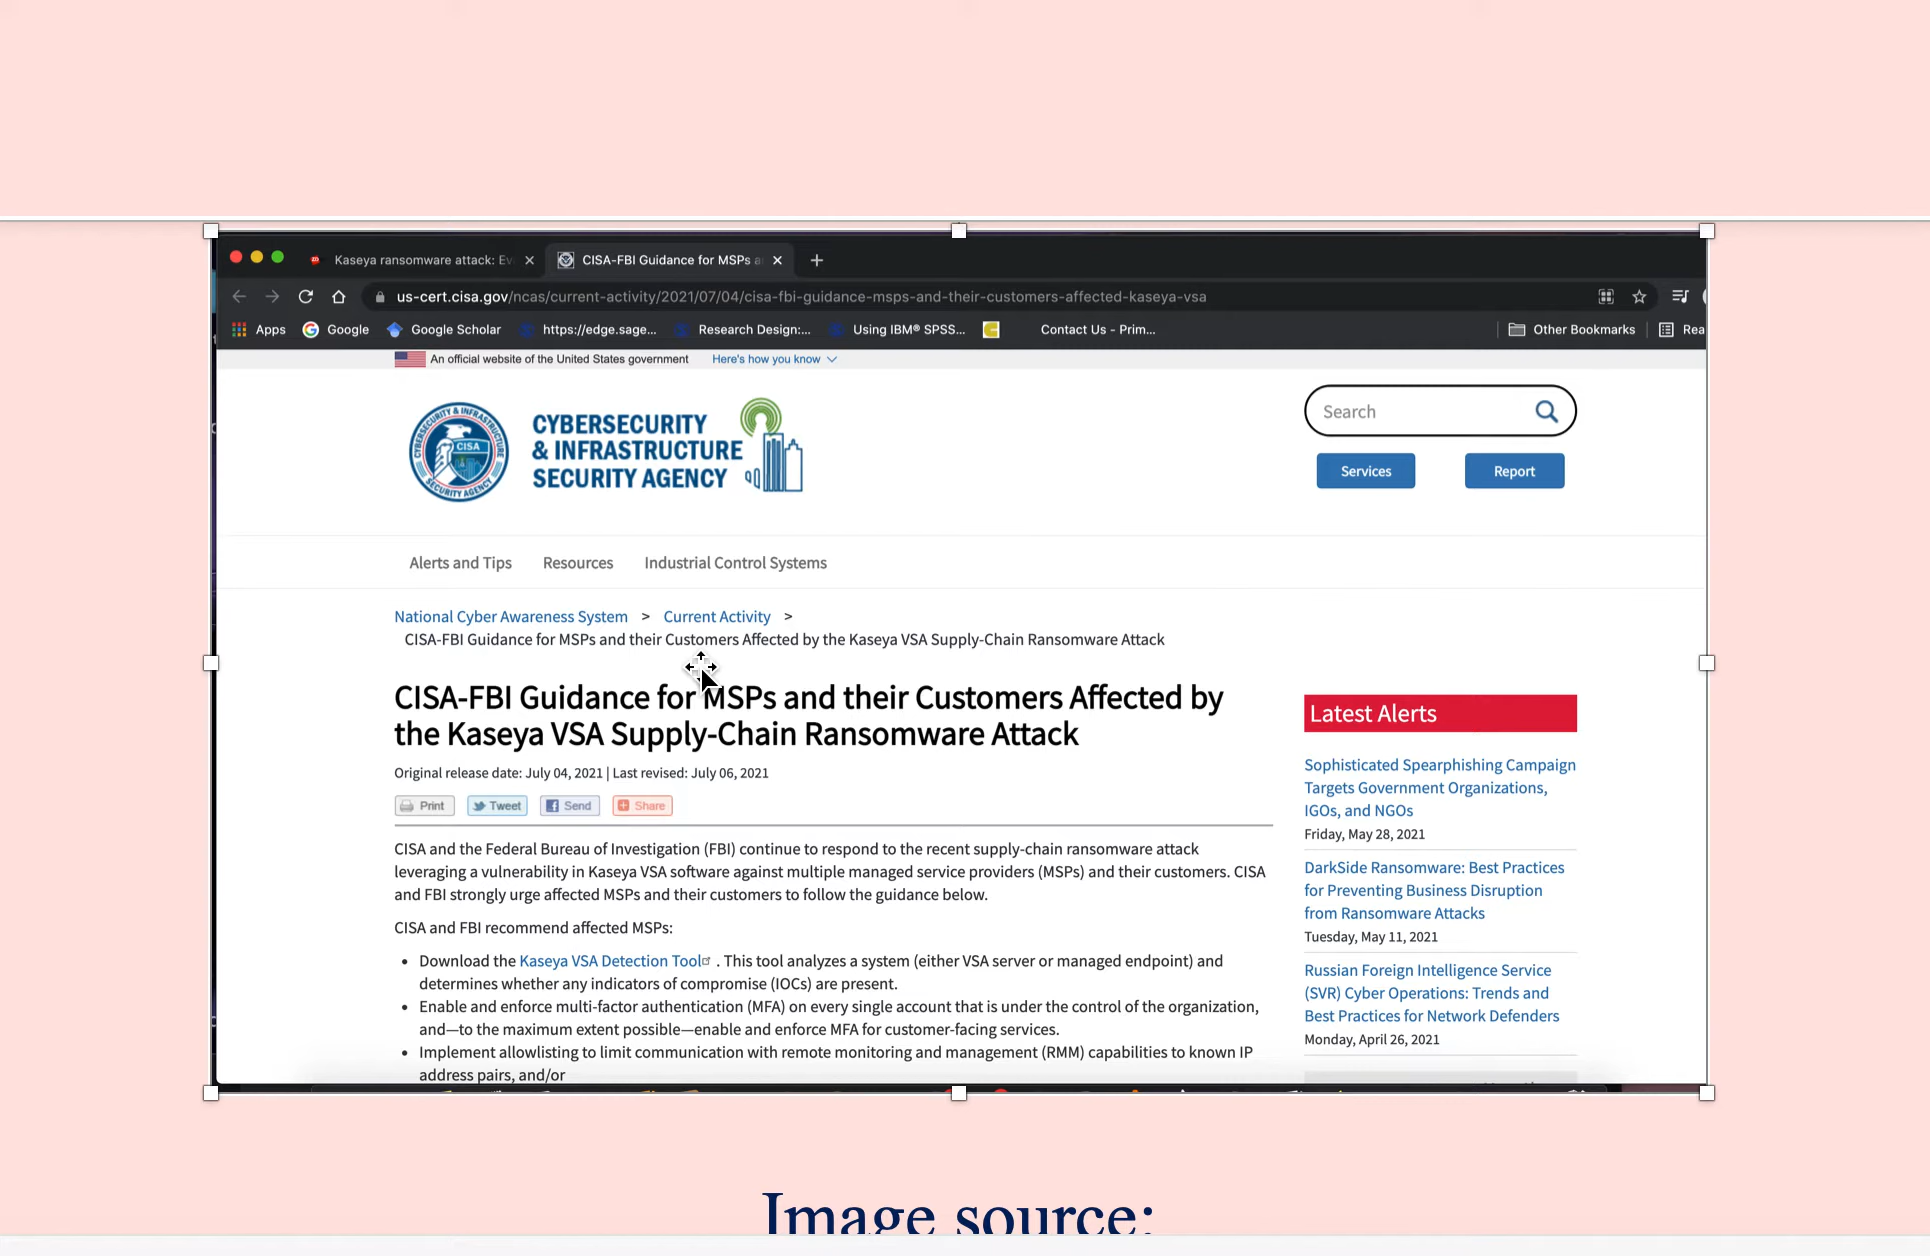 Kaseya ransomware attack: Ev
CISA-FBI Guidance for MSPs a
us-cert.cisa.gov/ncas/current-activity/2021/07/04/cisa-fbi-guidance-msps-and-their-customers-affected-kaseya-vsa
Apps Google Google Scholar https://edge.sage... Research Design:... Using IBM® SPSS... Contact Us - Prim... Other Bookmarks Rea
An official website of the United States government Here's how you know
CYBERSECURITY
& INFRASTRUCTURE
SECURITY AGENCY
CYBERSECURITY & INFRASTRUCTURE
CISA
SECURITY AGENCY
Search
Services Report
Alerts and Tips Resources Industrial Control Systems
National Cyber Awareness System > Current Activity >
CISA-FBI Guidance for MSPs and their Customers Affected by the Kaseya VSA Supply-Chain Ransomware Attack
CISA-FBI Guidance for MSPs and their Customers Affected by
the Kaseya VSA Supply-Chain Ransomware Attack
Original release date: July 04, 2021 | Last revised: July 06, 2021
Print Tweet Send Share
CISA and the Federal Bureau of Investigation (FBI) continue to respond to the recent supply-chain ransomware attack
leveraging a vulnerability in Kaseya VSA software against multiple managed service providers (MSPs) and their customers. CISA
and FBI strongly urge affected MSPs and their customers to follow the guidance below.
CISA and FBI recommend affected MSPs:
• Download the Kaseya VSA Detection Tool . This tool analyzes a system (either VSA server or managed endpoint) and
determines whether any indicators of compromise (IOCs) are present.
• Enable and enforce multi-factor authentication (MFA) on every single account that is under the control of the organization,
and—to the maximum extent possible—enable and enforce MFA for customer-facing services.
• Implement allowlisting to limit communication with remote monitoring and management (RMM) capabilities to known IP
address pairs, and/or
Latest Alerts
Sophisticated Spearphishing Campaign
Targets Government Organizations,
IGOs, and NGOs
Friday, May 28, 2021
DarkSide Ransomware: Best Practices
for Preventing Business Disruption
from Ransomware Attacks
Tuesday, May 11, 2021
Russian Foreign Intelligence Service
(SVR) Cyber Operations: Trends and
Best Practices for Network Defenders
Monday, April 26, 2021
Image source: